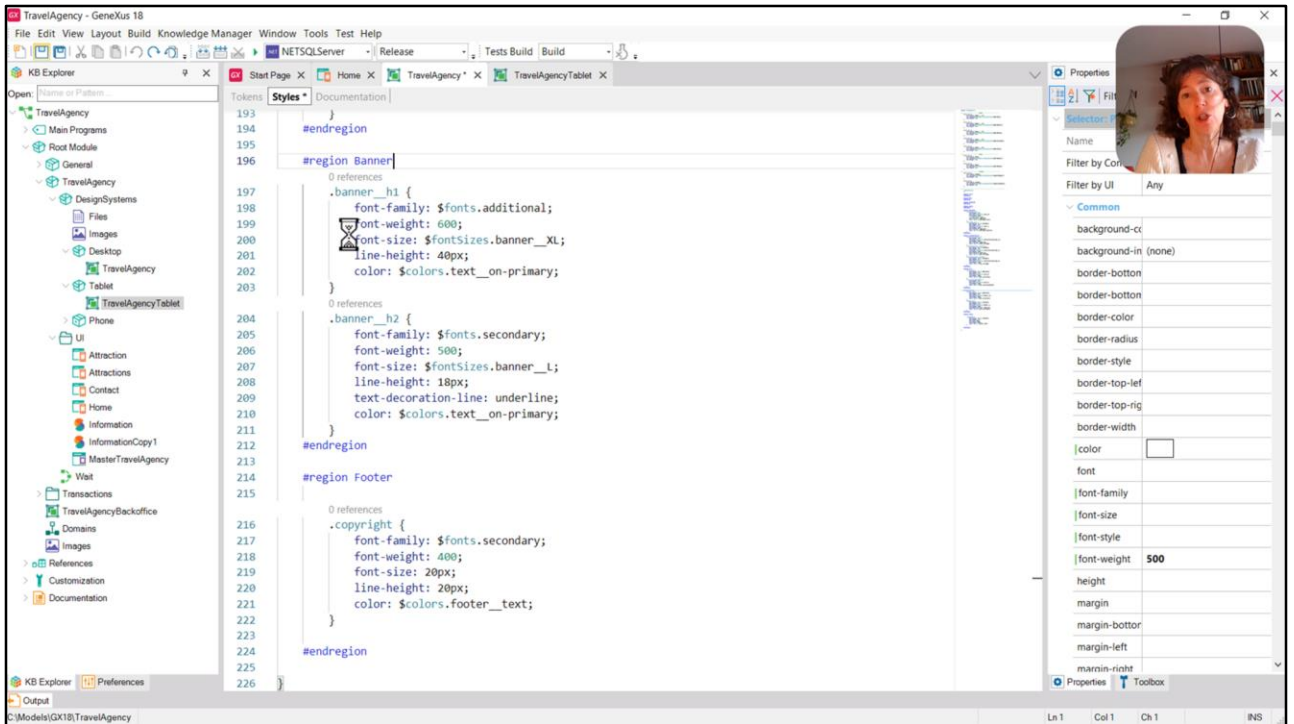 TravelAgency - GeneXus 18
File Edit View Layout Build Knowledge Manager Window Tools Test Help
NETSQLServer Release Tests Build Build
KB Explorer
Start Page Home TravelAgency* TravelAgencyTablet
Properties
Open: Name or Pattern...
Tokens Styles * Documentation
TravelAgency
Main Programs
Root Module
General
TravelAgency
DesignSystems
Files
Images
Desktop
TravelAgency
Tablet
TravelAgencyTablet
Phone
UI
Attraction
Attractions
Contact
Home
Information
InformationCopy1
MasterTravelAgency
Wait
Transactions
TravelAgencyBackoffice
Domains
Images
References
Customization
Documentation
KB Explorer Preferences
193 }
194 #endregion
195
196 #region Banner
0 references
197 .banner__h1 {
198 font-family: $fonts.additional;
199 font-weight: 600;
200 font-size: $fontSizes.banner__XL;
201 line-height: 40px;
202 color: $colors.text__on-primary;
203 }
0 references
204 .banner__h2 {
205 font-family: $fonts.secondary;
206 font-weight: 500;
207 font-size: $fontSizes.banner__L;
208 line-height: 18px;
209 text-decoration-line: underline;
210 color: $colors.text__on-primary;
211 }
212 #endregion
213
214 #region Footer
215
0 references
216 .copyright {
217 font-family: $fonts.secondary;
218 font-weight: 400;
219 font-size: 20px;
220 line-height: 20px;
221 color: $colors.footer__text;
222 }
223
224 #endregion
225
226 }
Filt
Selector: P
Name
Filter by Con
Filter by UI Any
Common
background-co
background-in (none)
border-bottom
border-bottom
border-color
border-radius
border-style
border-top-lef
border-top-rig
border-width
color
font
font-family
font-size
font-style
font-weight 500
height
margin
margin-bottor
margin-left
margin-right
Properties Toolbox
Output
C:\Models\GX18\TravelAgency Ln 1 Col 1 Ch 1 INS